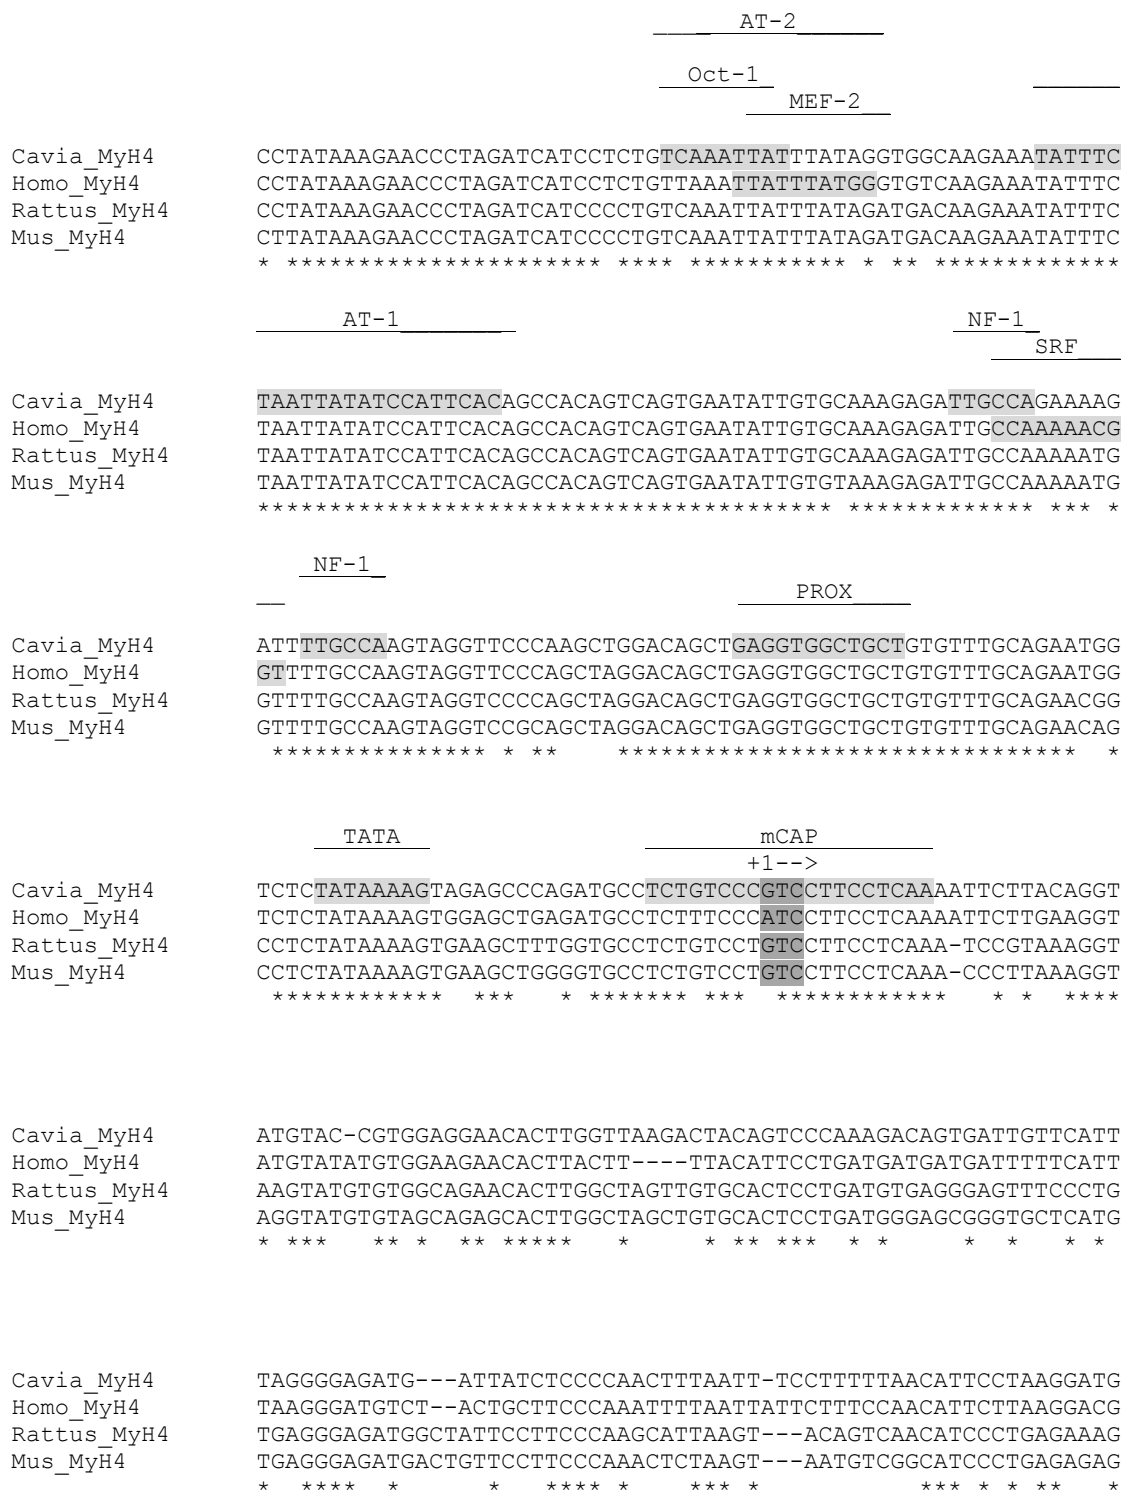 AT-2
Oct-1
MEF-2
Cavia_MyH4 CCTATAAAGAACCCTAGATCATCCTCTGTCAAATTATTTATAGGTGGCAAGAAATATTTC
Homo_MyH4 CCTATAAAGAACCCTAGATCATCCTCTGTTAAATTATTTATGGGTGTCAAGAAATATTTC
Rattus_MyH4 CCTATAAAGAACCCTAGATCATCCCCTGTCAAATTATTTATAGATGACAAGAAATATTTC
Mus_MyH4 CTTATAAAGAACCCTAGATCATCCCCTGTCAAATTATTTATAGATGACAAGAAATATTTC
* ********************** **** *********** * ** *************
AT-1 NF-1
SRF
Cavia_MyH4 TAATTATATCCATTCACAGCCACAGTCAGTGAATATTGTGCAAAGAGATTGCCAGAAAAG
Homo_MyH4 TAATTATATCCATTCACAGCCACAGTCAGTGAATATTGTGCAAAGAGATTGCCAAAAACG
Rattus_MyH4 TAATTATATCCATTCACAGCCACAGTCAGTGAATATTGTGCAAAGAGATTGCCAAAAATG
Mus_MyH4 TAATTATATCCATTCACAGCCACAGTCAGTGAATATTGTGTAAAGAGATTGCCAAAAATG
**************************************** ************* *** *
NF-1
PROX
Cavia_MyH4 ATTTTGCCAAGTAGGTTCCCAAGCTGGACAGCTGAGGTGGCTGCTGTGTTTGCAGAATGG
Homo_MyH4 GTTTTGCCAAGTAGGTTCCCAGCTAGGACAGCTGAGGTGGCTGCTGTGTTTGCAGAATGG
Rattus_MyH4 GTTTTGCCAAGTAGGTCCCCAGCTAGGACAGCTGAGGTGGCTGCTGTGTTTGCAGAACGG
Mus_MyH4 GTTTTGCCAAGTAGGTCCGCAGCTAGGACAGCTGAGGTGGCTGCTGTGTTTGCAGAACAG
*************** * ** ******************************** *
TATA mCAP
+1-->
Cavia_MyH4 TCTCTATAAAAGTAGAGCCCAGATGCCTCTGTCCCGTCCTTCCTCAAAATTCTTACAGGT
Homo_MyH4 TCTCTATAAAAGTGGAGCTGAGATGCCTCTTTCCCATCCTTCCTCAAAATTCTTGAAGGT
Rattus_MyH4 CCTCTATAAAAGTGAAGCTTTGGTGCCTCTGTCCTGTCCTTCCTCAAA-TCCGTAAAGGT
Mus_MyH4 CCTCTATAAAAGTGAAGCTGGGGTGCCTCTGTCCTGTCCTTCCTCAAA-CCCTTAAAGGT
************ *** * ******* *** ************ * * ****
Cavia_MyH4 ATGTAC-CGTGGAGGAACACTTGGTTAAGACTACAGTCCCAAAGACAGTGATTGTTCATT
Homo_MyH4 ATGTATATGTGGAAGAACACTTACTT----TTACATTCCTGATGATGATGATTTTTCATT
Rattus_MyH4 AAGTATGTGTGGCAGAACACTTGGCTAGTTGTGCACTCCTGATGTGAGGGAGTTTCCCTG
Mus_MyH4 AGGTATGTGTAGCAGAGCACTTGGCTAGCTGTGCACTCCTGATGGGAGCGGGTGCTCATG
* *** ** * ** ***** * * ** *** * * * * * *
Cavia_MyH4 TAGGGGAGATG---ATTATCTCCCCAACTTTAATT-TCCTTTTTAACATTCCTAAGGATG
Homo_MyH4 TAAGGGATGTCT--ACTGCTTCCCAAATTTTAATTATTCTTTCCAACATTCTTAAGGACG
Rattus_MyH4 TGAGGGAGATGGCTATTCCTTCCCAAGCATTAAGT---ACAGTCAACATCCCTGAGAAAG
Mus_MyH4 TGAGGGAGATGACTGTTCCTTCCCAAACTCTAAGT---AATGTCGGCATCCCTGAGAGAG
* **** * * **** * *** * *** * * ** *